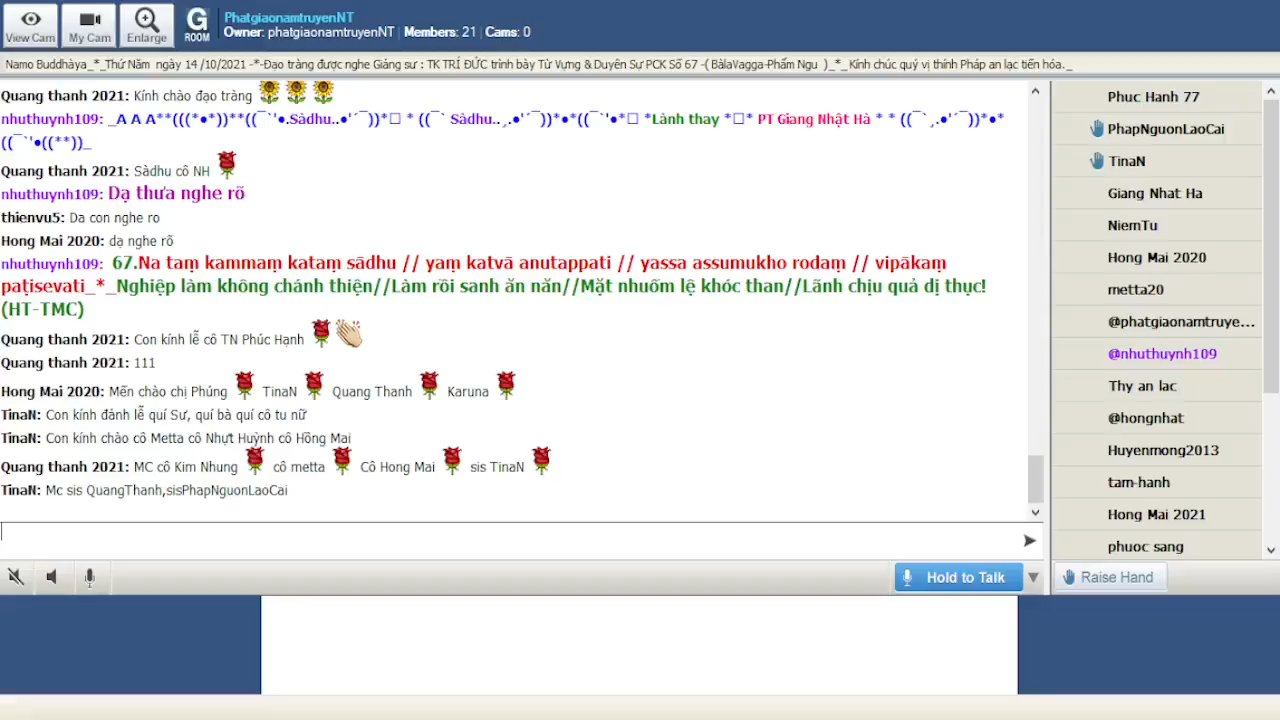 View Cam
My Cam
Enlarge
G
ROOM
PhatgiaonamtruyenNT
Owner: phatgiaonamtruyenNT | Members: 21 | Cams: 0
Namo Buddhàya_*_Thứ Năm ngày 14 /10/2021 -*-Đạo tràng được nghe Giảng sư : TK TRÍ ĐỨC trình bày Từ Vựng & Duyên Sự PCK Số 67 -( BàlaVagga-Phẩm Ngu )_*_ Kính chúc quý vị thính Pháp an lạc tiến hóa._
Quang thanh 2021: Kính chào đạo tràng
nhuthuynh109: _A A A**(((*•*))**((¯`'•.Sàdhu..•'´¯))*□ * ((¯` Sàdhu..¸.•'´¯))*•*((¯`'•*□ *Lành thay *□* PT Giang Nhật Hà * * ((¯`¸.•'´¯))*•*
((¯`'•((**))_
Quang thanh 2021: Sàdhu cô NH
nhuthuynh109: Dạ thưa nghe rõ
thienvu5: Da con nghe ro
Hong Mai 2020: dạ nghe rõ
nhuthuynh109: 67.Na taṃ kammaṃ kataṃ sādhu // yaṃ katvā anutappati // yassa assumukho rodaṃ // vipākaṃ
paṭisevati_*_Nghiệp làm không chánh thiện//Làm rồi sanh ăn năn//Mặt nhuốm lệ khóc than//Lãnh chịu quả dị thục!
(HT-TMC)
Quang thanh 2021: Con kính lễ cô TN Phúc Hạnh
Quang thanh 2021: 111
Hong Mai 2020: Mến chào chị Phúng TinaN Quang Thanh Karuna
TinaN: Con kính đảnh lễ quí Sư, quí bà quí cô tu nữ
TinaN: Con kính chào cô Metta cô Nhựt Huỳnh cô Hồng Mai
Quang thanh 2021: MC cô Kim Nhung cô metta Cô Hong Mai sis TinaN
TinaN: Mc sis QuangThanh,sisPhapNguonLaoCai
Hold to Talk
Phuc Hanh 77
PhapNguonLaoCai
TinaN
Giang Nhat Ha
NiemTu
Hong Mai 2020
metta20
@phatgiaonamtruye...
@nhuthuynh109
Thy an lac
@hongnhat
Huyenmong2013
tam-hanh
Hong Mai 2021
phuoc sang
Raise Hand